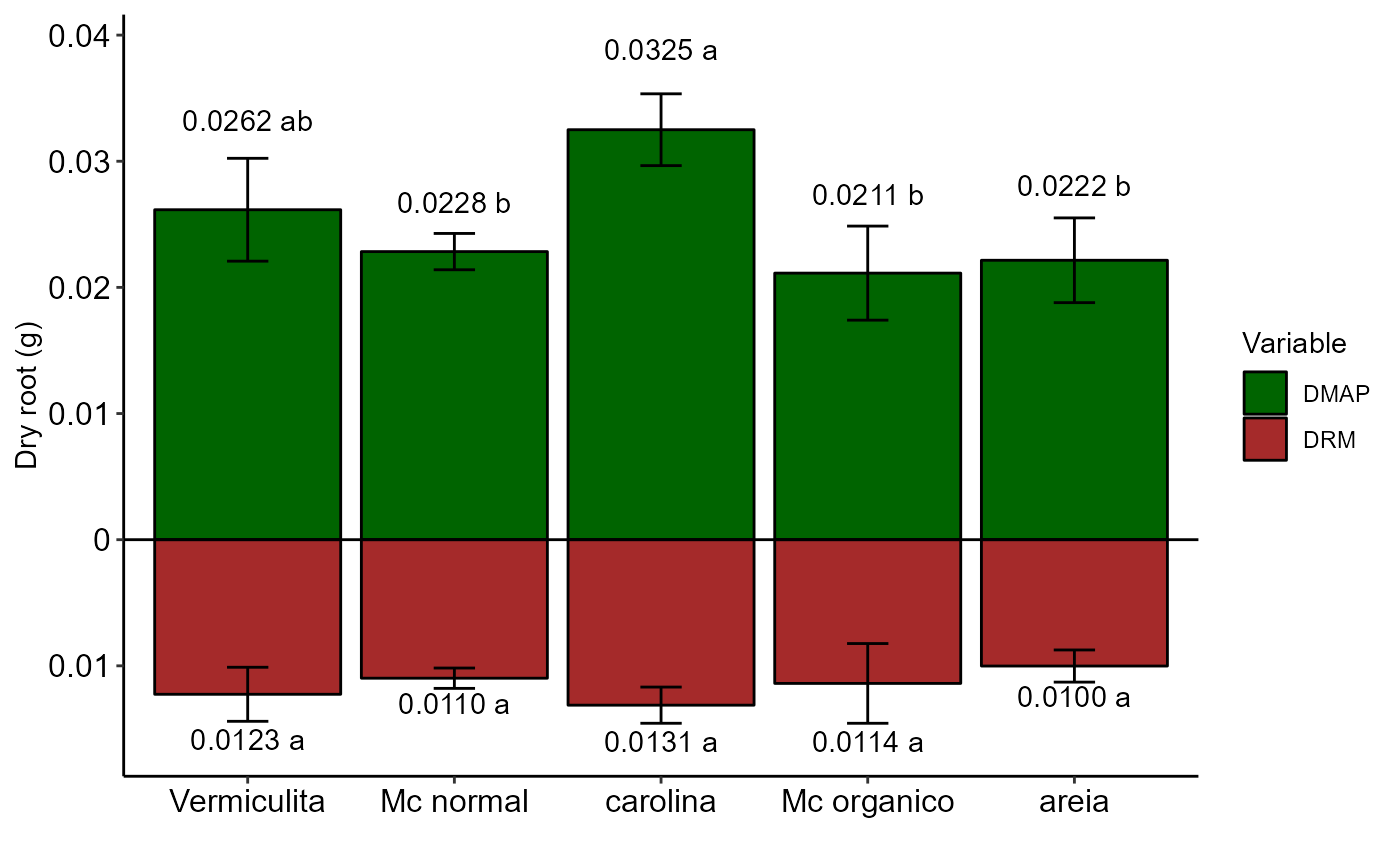 0.04
0.03
0.02
0.01
0
0.01
Dry root (g)
0.0262 ab
0.0228 b
0.0325 a
0.0211 b
0.0222 b
0.0123 a
0.0110 a
0.0131 a
0.0114 a
0.0100 a
Vermiculita
Mc normal
carolina
Mc organico
areia
Variable
DMAP
DRM